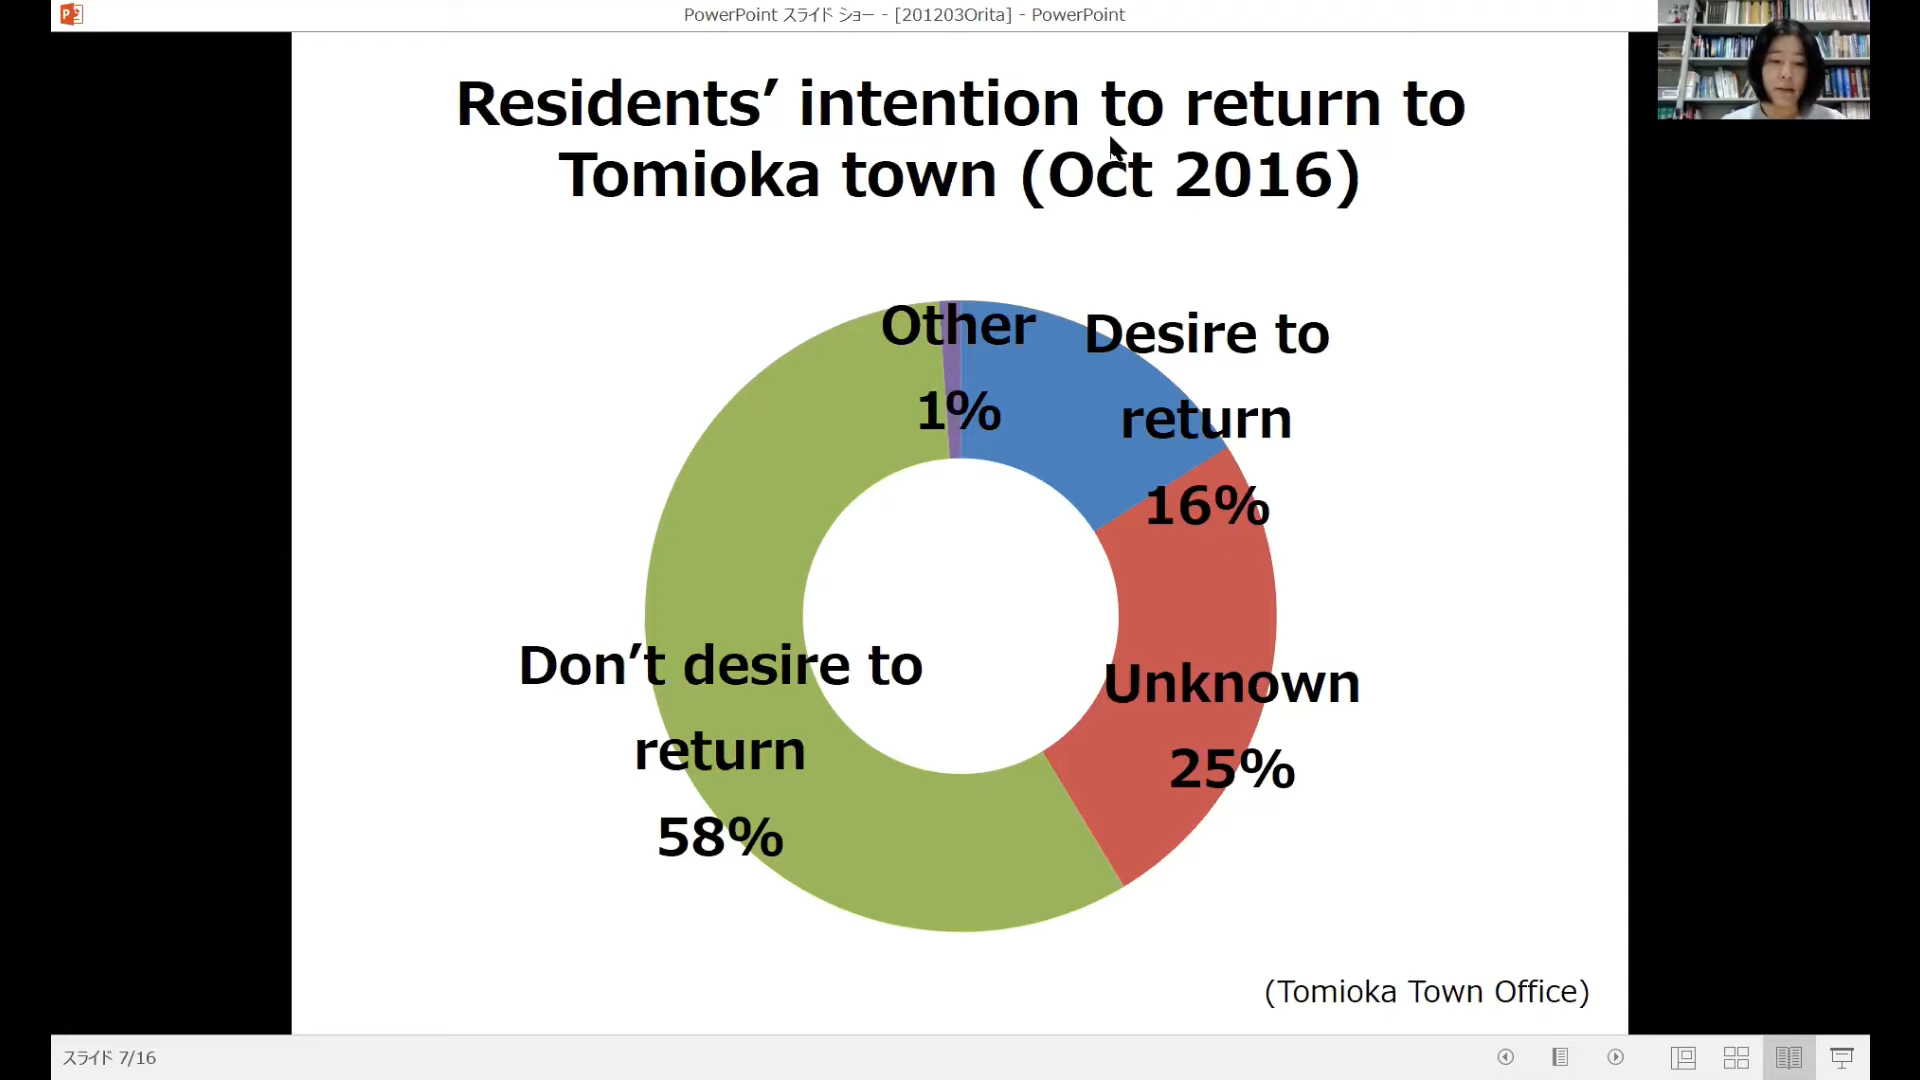 PowerPoint スライド ショー - [201203Orita] - PowerPoint
Residents’ intention to return to
Tomioka town (Oct 2016)
Other
1%
Desire to
return
16%
Unknown
25%
Don’t desire to
return
58%
(Tomioka Town Office)
スライド 7/16